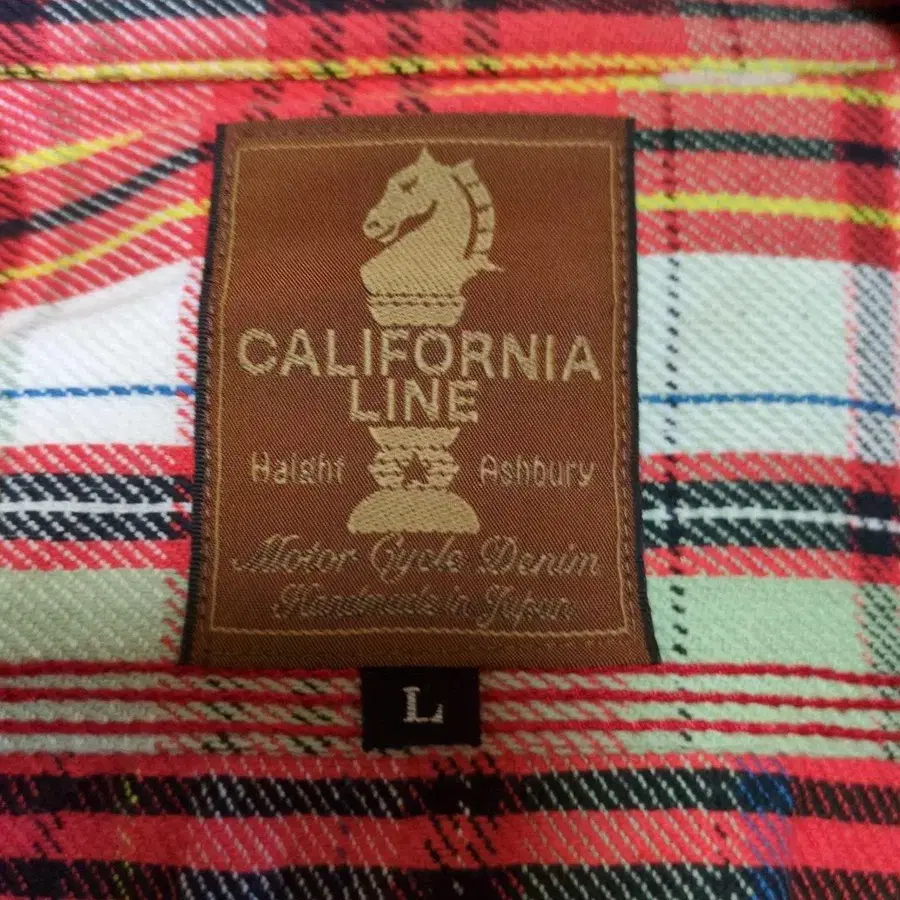 CALIFORNIA
LINE
Haight Ashbury
Motor Cycle Denim
Handmade in Japan
L